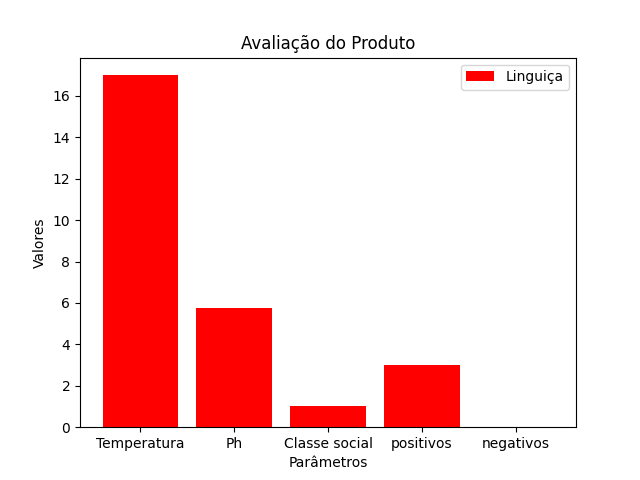 Avaliação do Produto
Linguiça
Valores
16
14
12
10
8
6
4
2
0
Temperatura Ph Classe social positivos negativos
Parâmetros